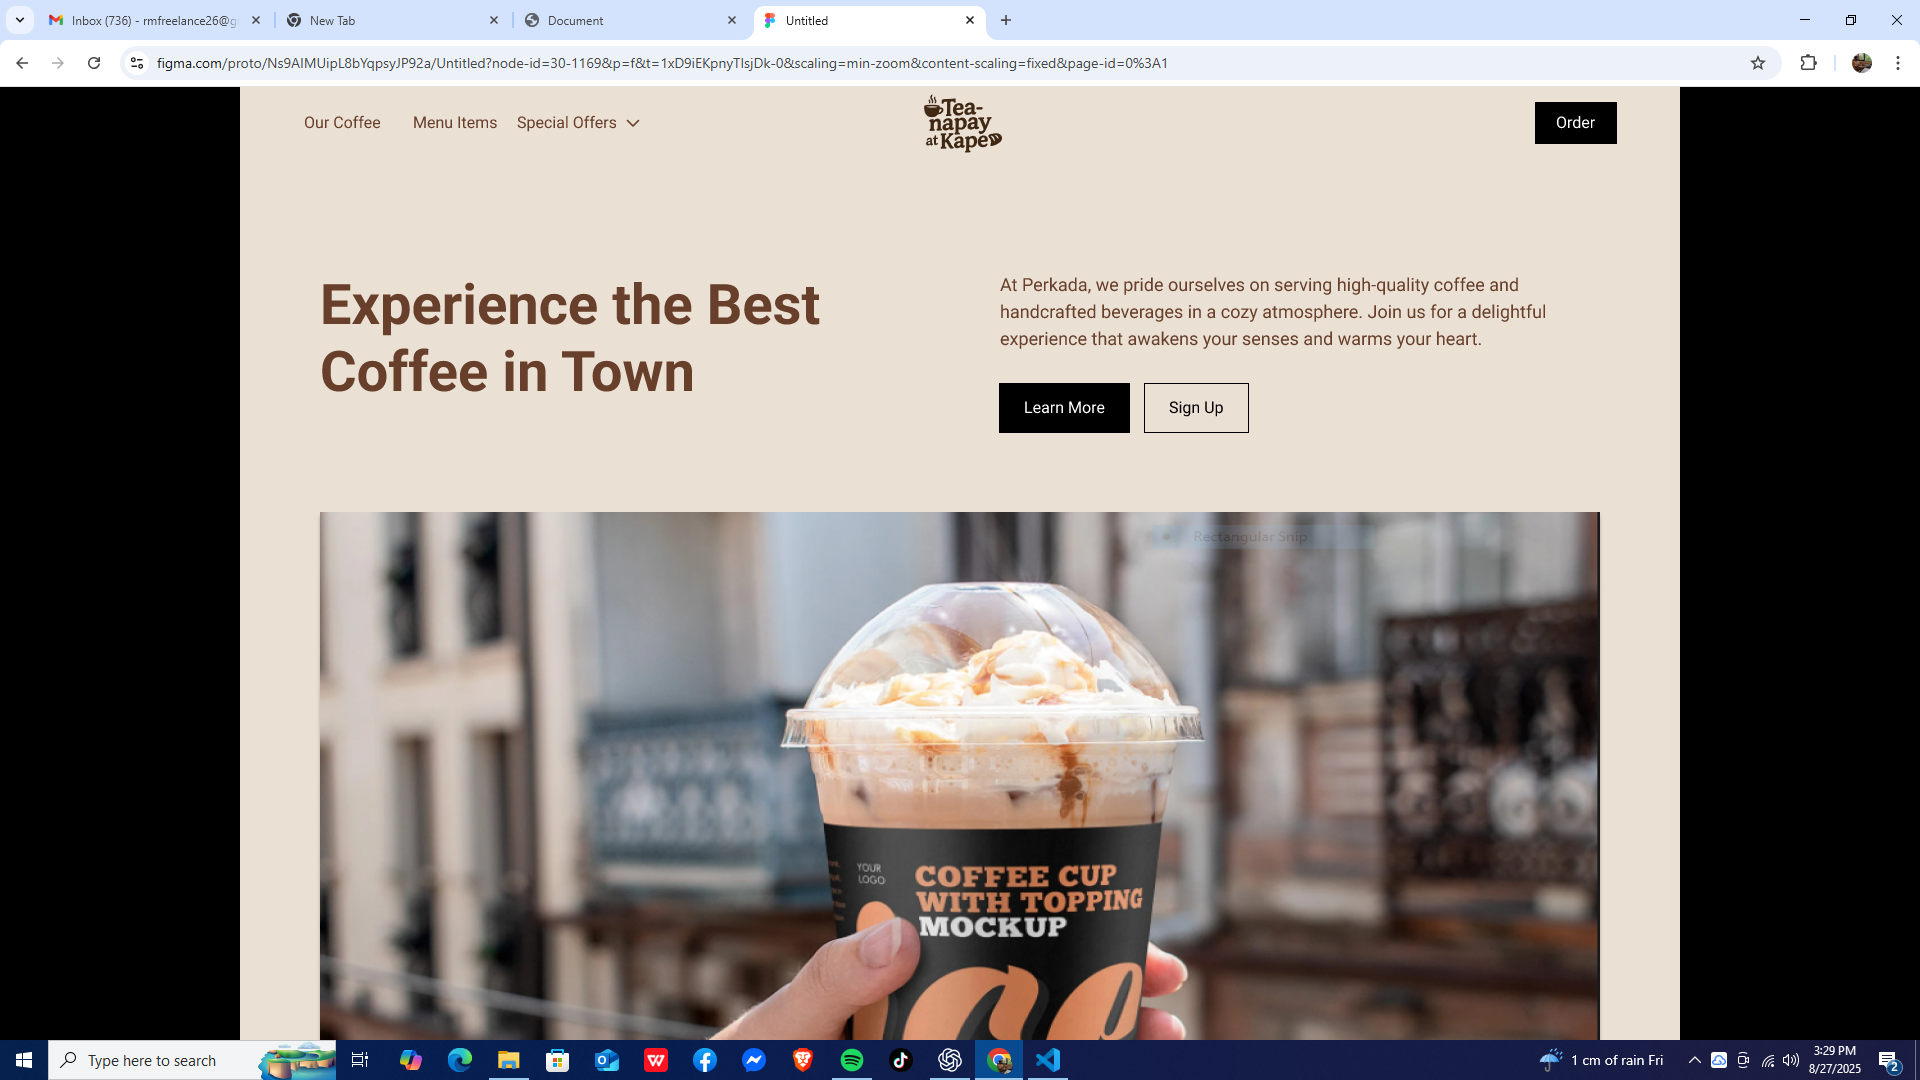 Inbox (736) - rmfreelance26@g
New Tab
Document
Untitled
figma.com/proto/Ns9AIMUipL8bYqpsyJP92a/Untitled?node-id=30-1169&p=f&t=1xD9iEKpnyTlsjDk-0&scaling=min-zoom&content-scaling=fixed&page-id=0%3A1
Our Coffee
Menu Items
Special Offers
Tea-
napay
at Kape
Order
Experience the Best
Coffee in Town
At Perkada, we pride ourselves on serving high-quality coffee and
handcrafted beverages in a cozy atmosphere. Join us for a delightful
experience that awakens your senses and warms your heart.
Learn More
Sign Up
Rectangular Snip
YOUR
LOGO
COFFEE CUP
WITH TOPPING
MOCKUP
Type here to search
1 cm of rain Fri
3:29 PM
8/27/2025
2